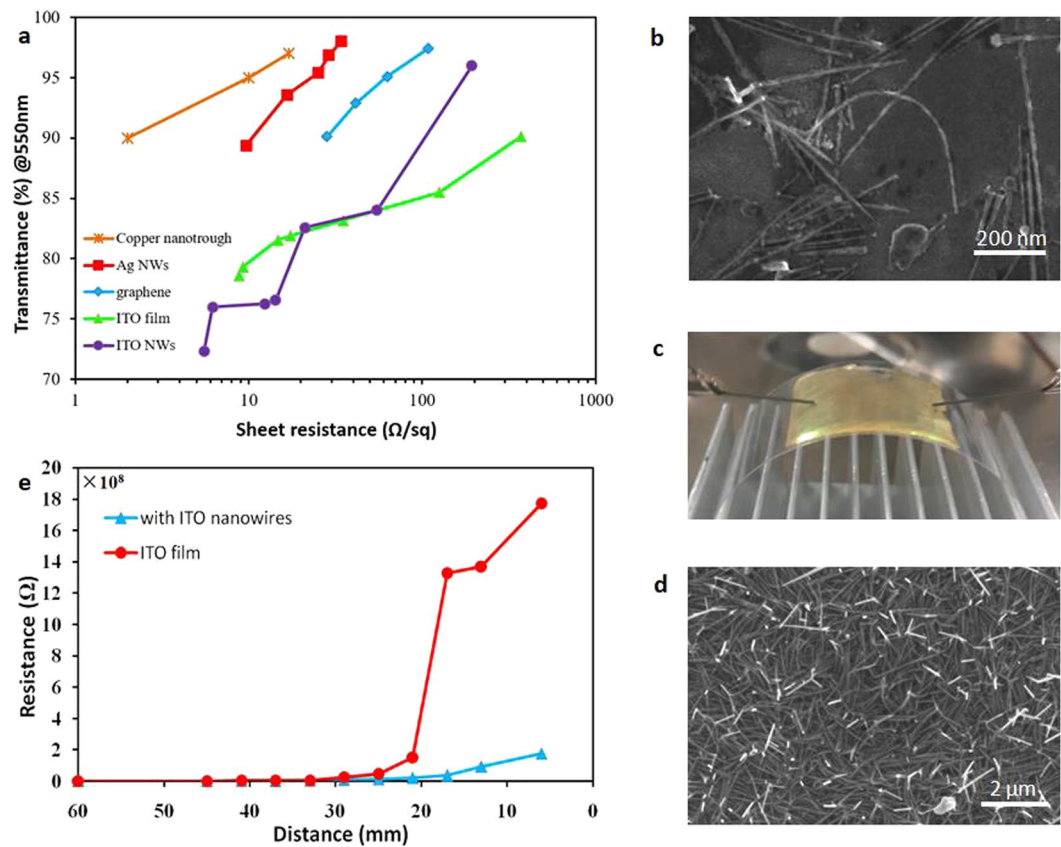 a
100
95
90
85
80
75
70
Transmittance (%) @550nm
Copper nanotrough
Ag NWs
graphene
ITO film
ITO NWs
1
10
100
1000
Sheet resistance (Ω/sq)
b
200 nm
c
d
2 μm
e
×10⁸
20
18
16
14
12
10
8
6
4
2
0
Resistance (Ω)
with ITO nanowires
ITO film
60
50
40
30
20
10
0
Distance (mm)